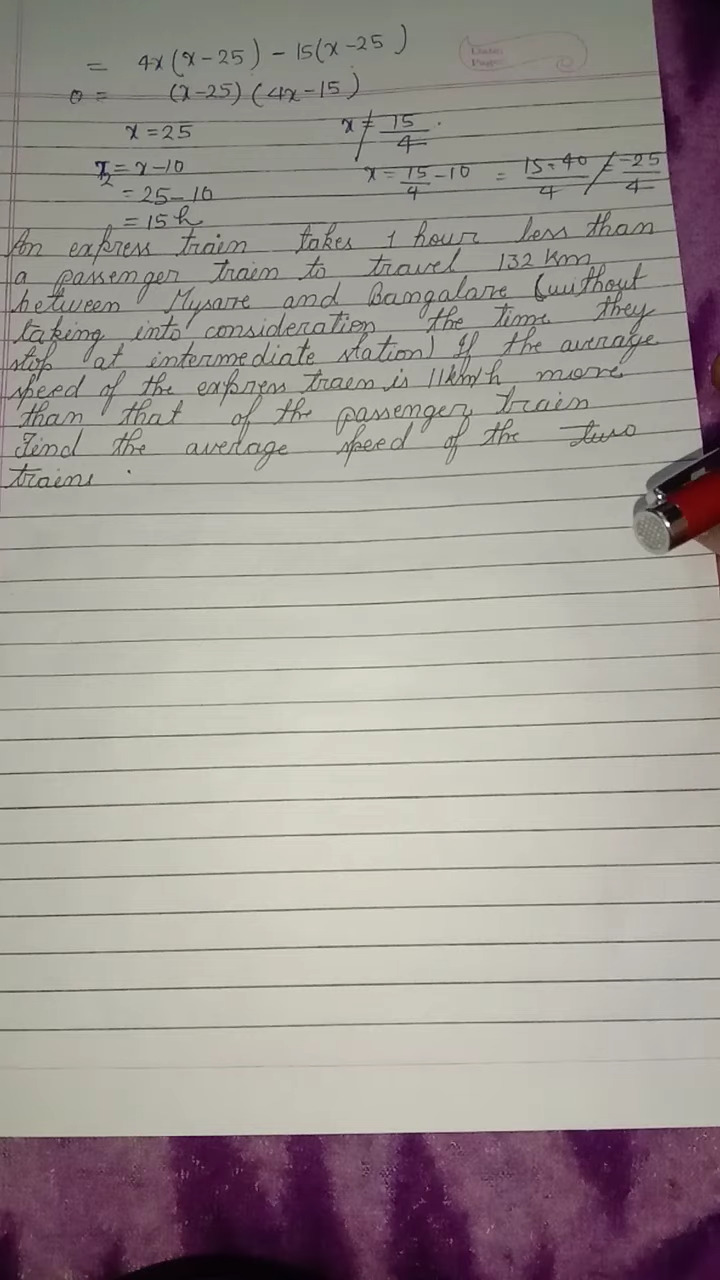 = 4x(x-25) - 15(x-25)
Date:
Page:
0 = (x-25) (4x-15)
x = 25 x ≠ 15/4.
x₂ = x-10 x = 15/4 - 10 = 15-40/4 ≠ -25/4
= 25-10
= 15 h
An express train takes 1 hour less than
a passenger train to travel 132 km
between Mysore and Bangalore (without
taking into consideration the time they
stop at intermediate station) If the average
speed of the express train is 11km/h more
than that of the passenger train
Find the average speed of the two
trains.